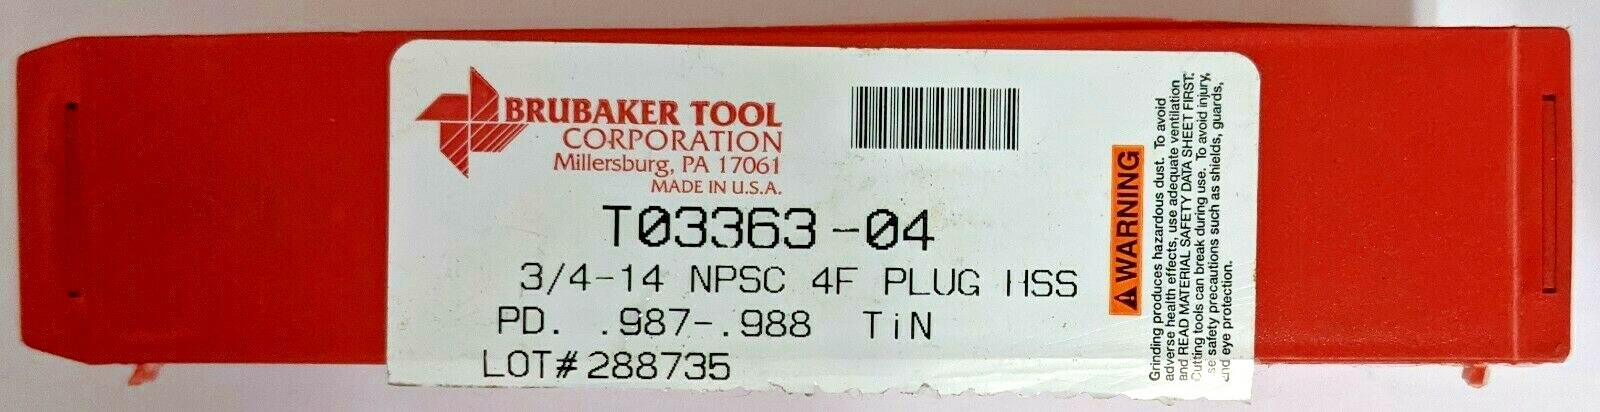 BRUBAKER TOOL
CORPORATION
Millersburg, PA 17061
MADE IN U.S.A.
T03363-04
3/4-14 NPSC 4F PLUG HSS
PD. .987-.988 TiN
LOT# 288735
WARNING
Grinding produces hazardous dust. To avoid
adverse health effects, use adequate ventilation
and READ MATERIAL SAFETY DATA SHEET FIRST.
Cutting tools can break during use. To avoid injury,
se safety precautions such as shields, guards,
and eye protection.